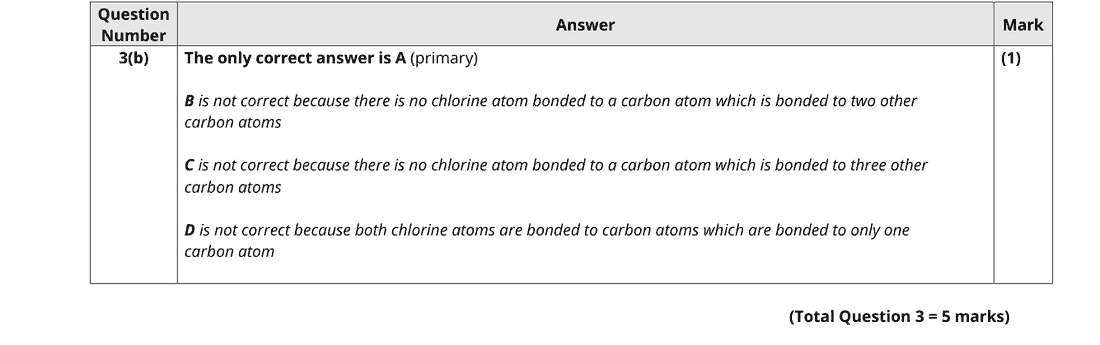 Question
Number
Answer
Mark
3(b)
The only correct answer is A (primary)
(1)
B is not correct because there is no chlorine atom bonded to a carbon atom which is bonded to two other
carbon atoms
C is not correct because there is no chlorine atom bonded to a carbon atom which is bonded to three other
carbon atoms
D is not correct because both chlorine atoms are bonded to carbon atoms which are bonded to only one
carbon atom
(Total Question 3 = 5 marks)